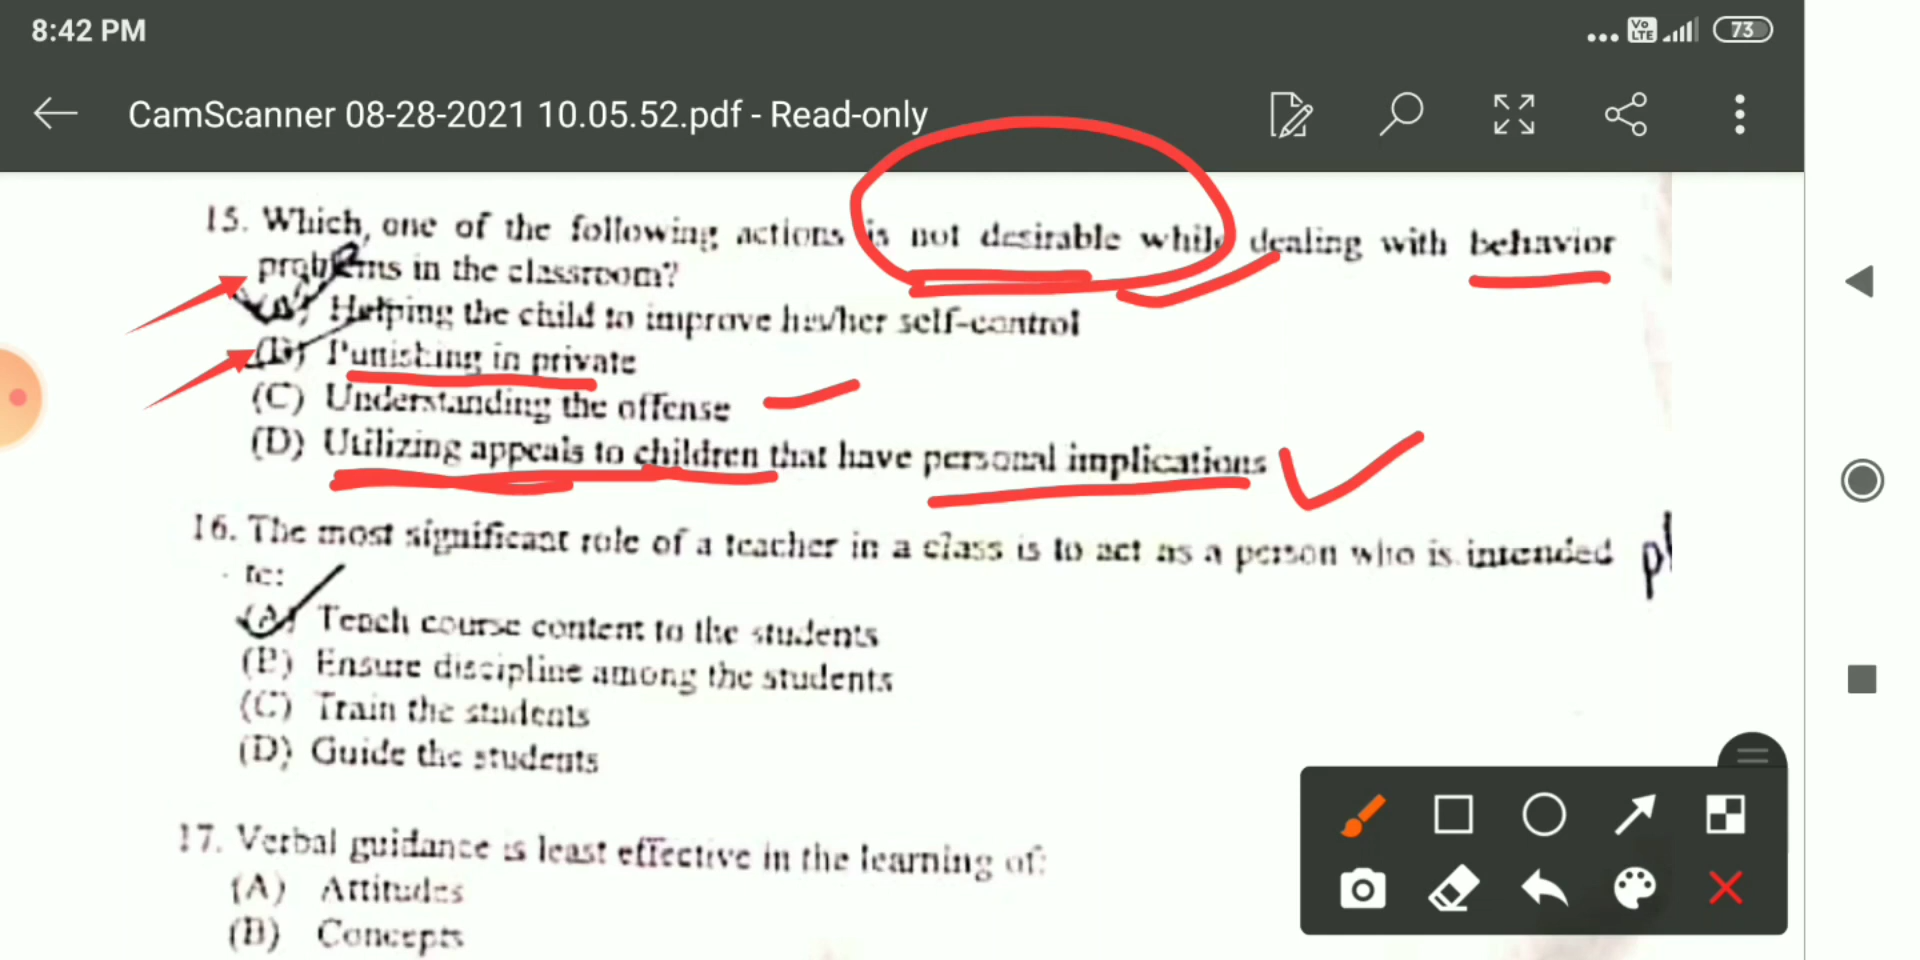 8:42 PM
Vo LTE
73
CamScanner 08-28-2021 10.05.52.pdf - Read-only
15. Which one of the following actions is not desirable while dealing with behavior
problems in the classroom?
(A) Helping the child to improve his/her self-control
(B) Punishing in private
(C) Understanding the offense
(D) Utilizing appeals to children that have personal implications
16. The most significant role of a teacher in a class is to act as a person who is intended
to:
(A) Teach course content to the students
(B) Ensure discipline among the students
(C) Train the students
(D) Guide the students
17. Verbal guidance is least effective in the learning of:
(A) Attitudes
(B) Concepts